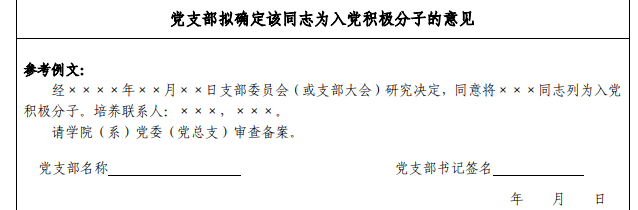 党支部拟确定该同志为入党积极分子的意见
参考例文：
经××××年××月××日支部委员会（或支部大会）研究决定，同意将×××同志列为入党
积极分子。培养联系人：×××，×××。
请学院（系）党委（党总支）审查备案。
党支部名称 党支部书记签名
年 月 日